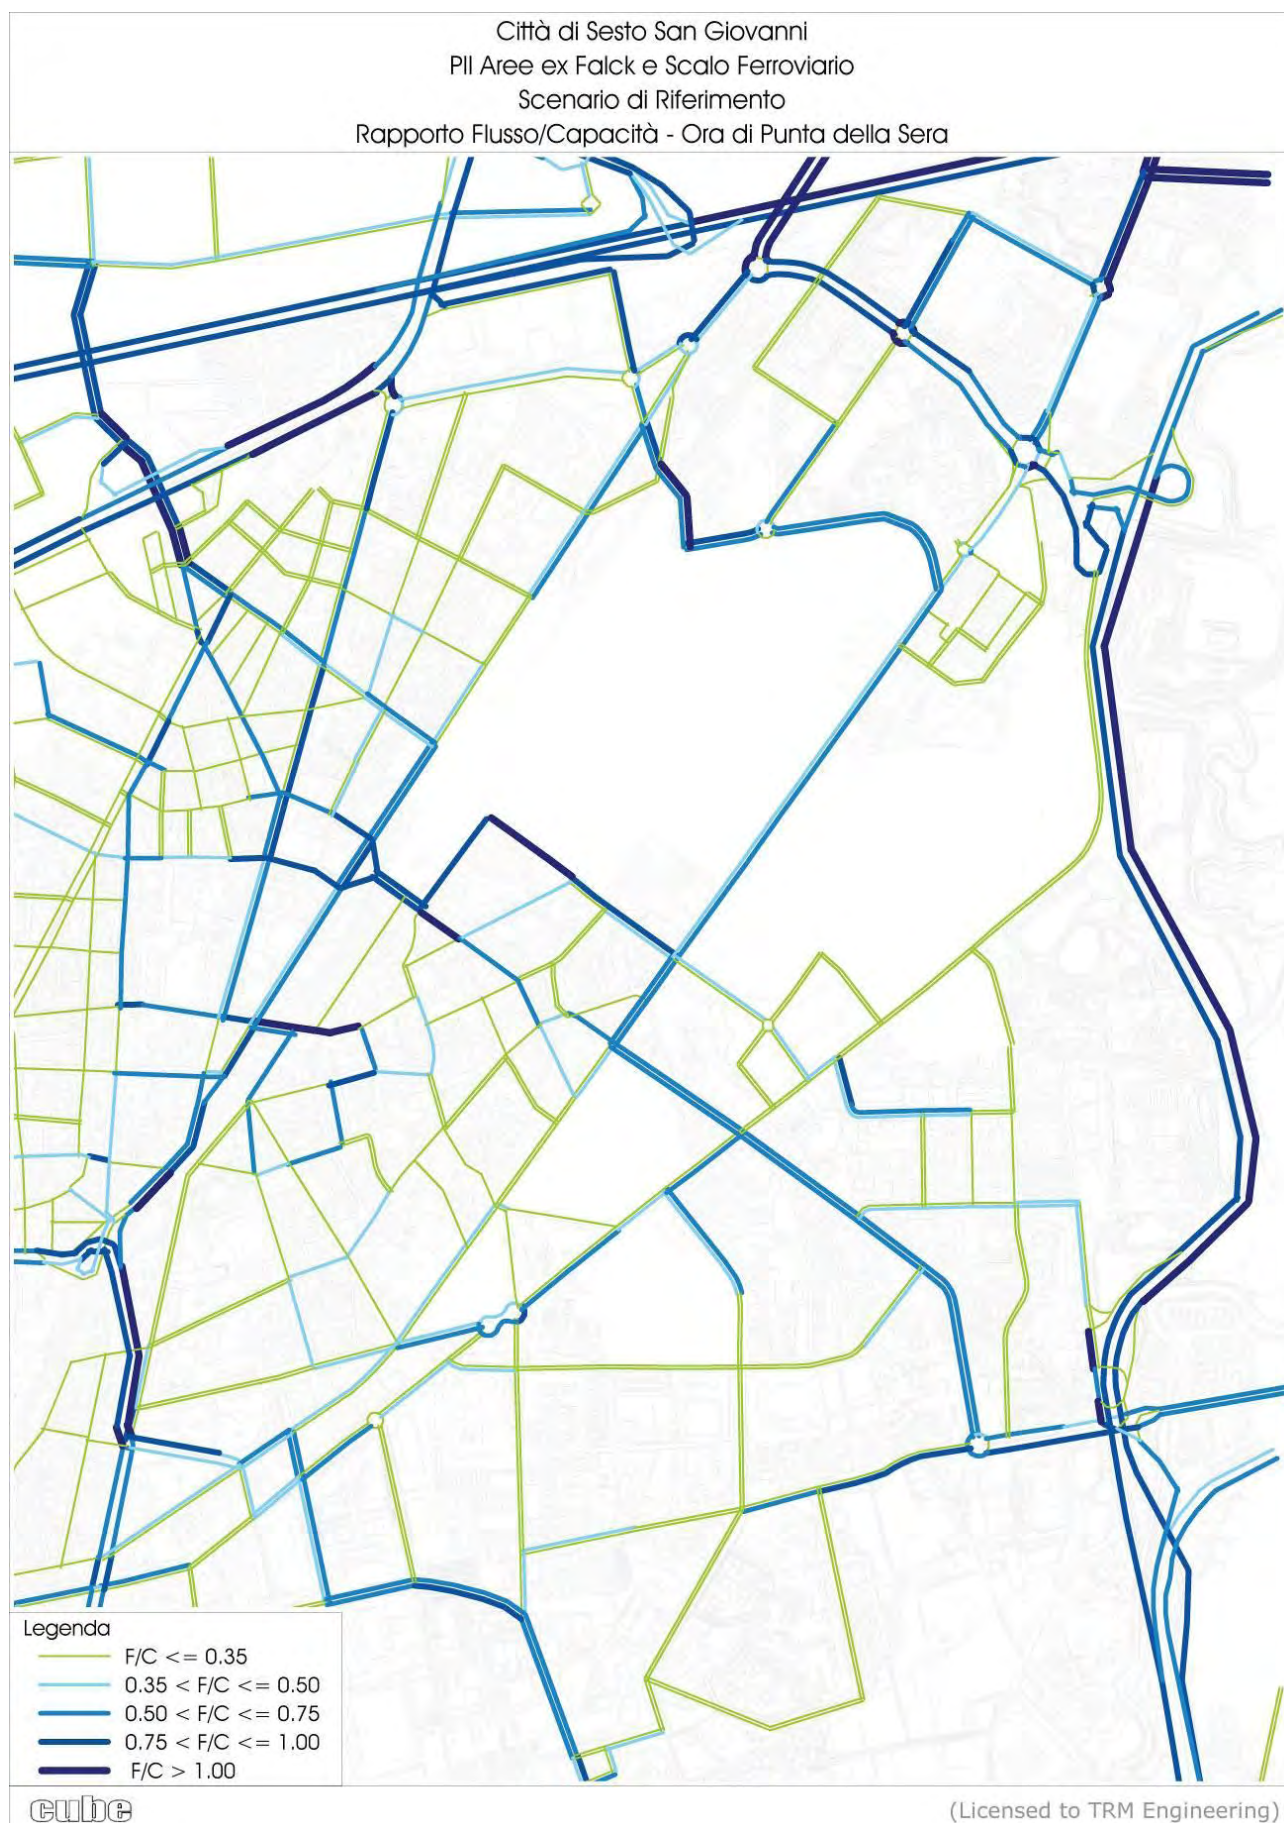 Città di Sesto San Giovanni
PII Aree ex Falck e Scalo Ferroviario
Scenario di Riferimento
Rapporto Flusso/Capacità - Ora di Punta della Sera
Legenda
F/C <= 0.35
0.35 < F/C <= 0.50
0.50 < F/C <= 0.75
0.75 < F/C <= 1.00
F/C > 1.00
cube
(Licensed to TRM Engineering)